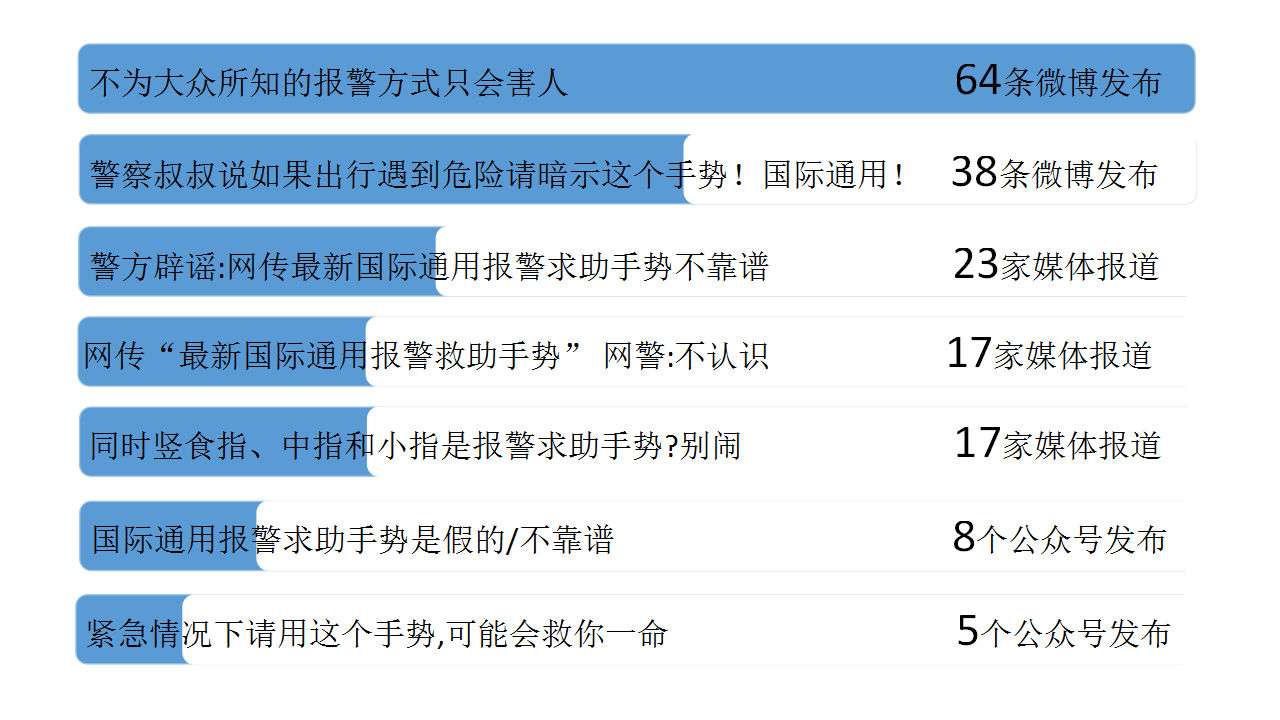 不为大众所知的报警方式只会害人 64条微博发布
警察叔叔说如果出行遇到危险请暗示这个手势！国际通用！ 38条微博发布
警方辟谣:网传最新国际通用报警求助手势不靠谱 23家媒体报道
网传“最新国际通用报警救助手势” 网警:不认识 17家媒体报道
同时竖食指、中指和小指是报警求助手势?别闹 17家媒体报道
国际通用报警求助手势是假的/不靠谱 8个公众号发布
紧急情况下请用这个手势,可能会救你一命 5个公众号发布